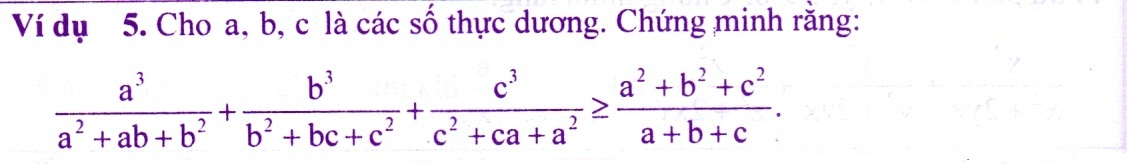 Ví dụ 5. Cho a, b, c là các số thực dương. Chứng minh rằng:
a³/(a² + ab + b²) + b³/(b² + bc + c²) + c³/(c² + ca + a²) ≥ (a² + b² + c²)/(a + b + c).